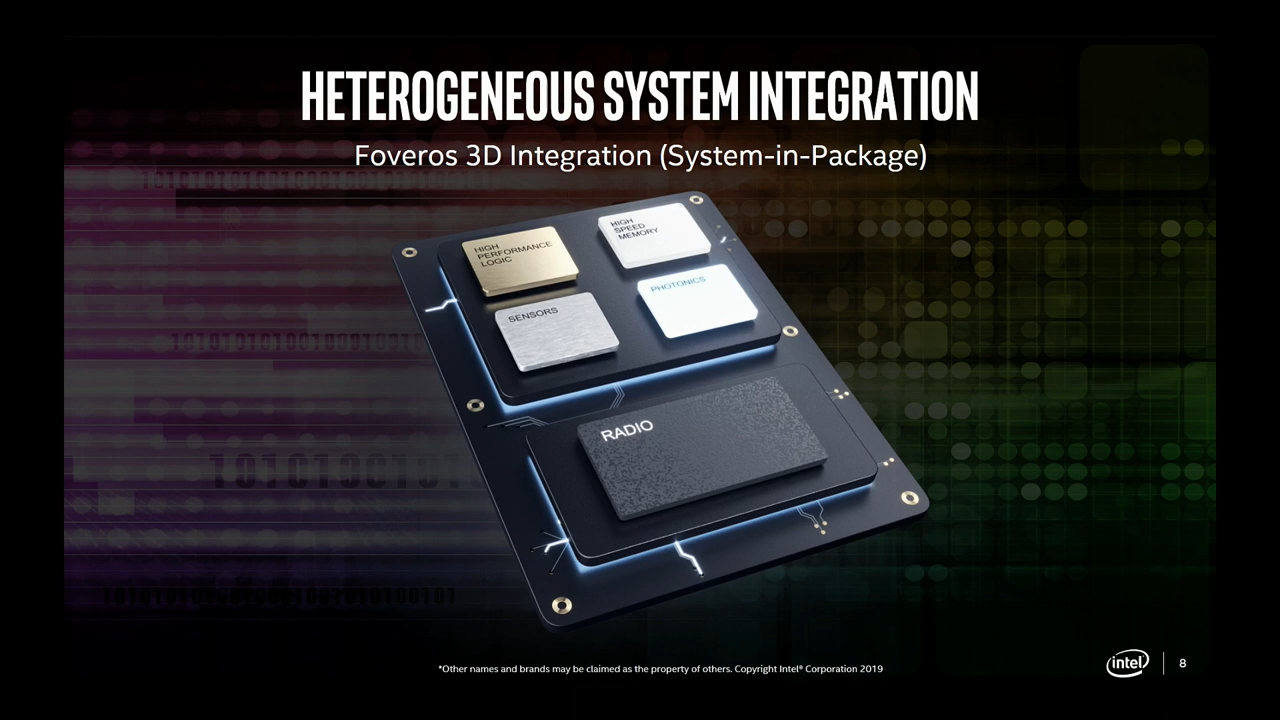 HETEROGENEOUS SYSTEM INTEGRATION
Foveros 3D Integration (System-in-Package)
HIGH
PERFORMANCE
LOGIC
HIGH
SPEED
MEMORY
SENSORS
PHOTONICS
RADIO
*Other names and brands may be claimed as the property of others. Copyright Intel® Corporation 2019
intel
8